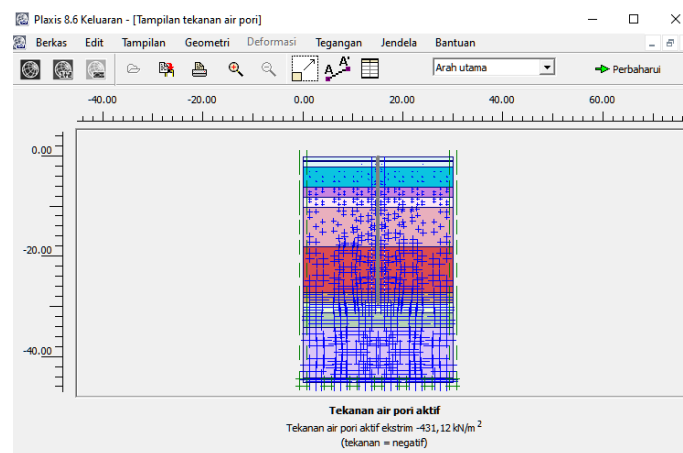 Plaxis 8.6 Keluaran - [Tampilan tekanan air pori]
Berkas Edit Tampilan Geometri Deformasi Tegangan Jendela Bantuan
A A' Arah utama Perbaharui
-40.00 -20.00 0.00 20.00 40.00 60.00
0.00
-20.00
-40.00
Tekanan air pori aktif
Tekanan air pori aktif ekstrim -431,12 kN/m²
(tekanan = negatif)